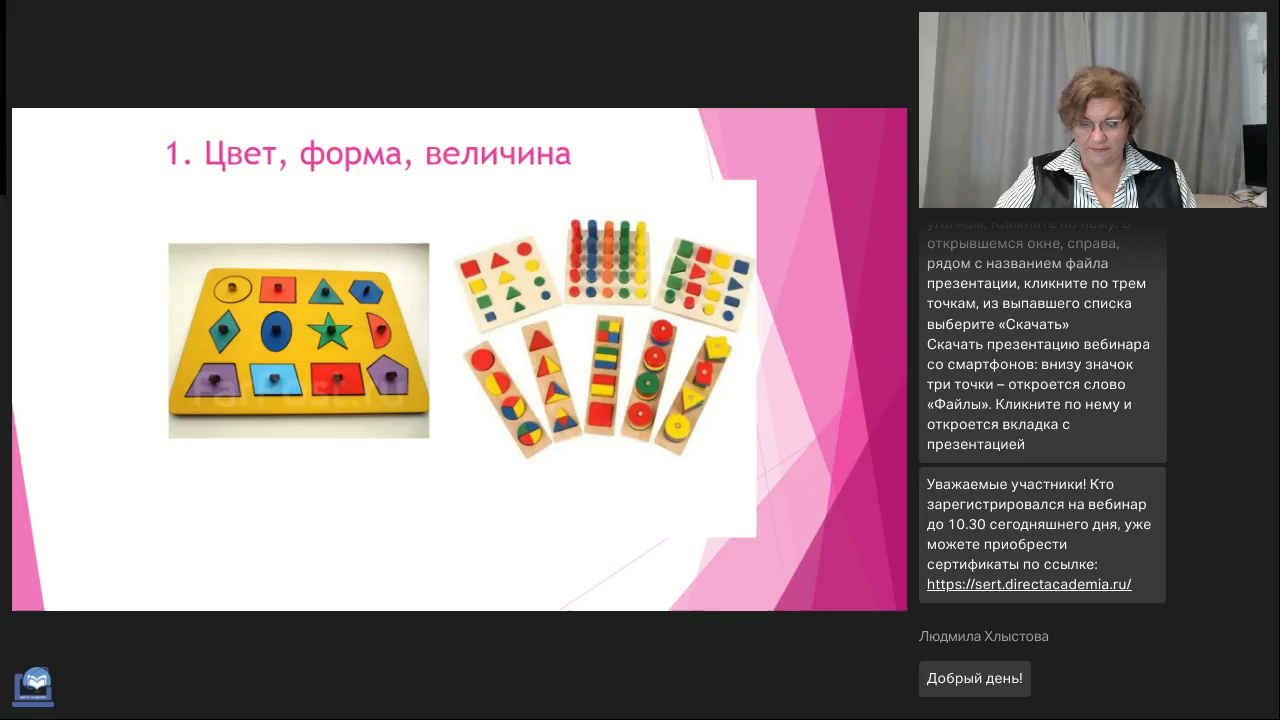 1. Цвет, форма, величина
уголком. Кликните по нему. В
открывшемся окне, справа,
рядом с названием файла
презентации, кликните по трем
точкам, из выпавшего списка
выберите «Скачать»
Скачать презентацию вебинара
со смартфонов: внизу значок
три точки – откроется слово
«Файлы». Кликните по нему и
откроется вкладка с
презентацией
Уважаемые участники! Кто
зарегистрировался на вебинар
до 10.30 сегодняшнего дня, уже
можете приобрести
сертификаты по ссылке:
https://sert.directacademia.ru/
Людмила Хлыстова
Добрый день!